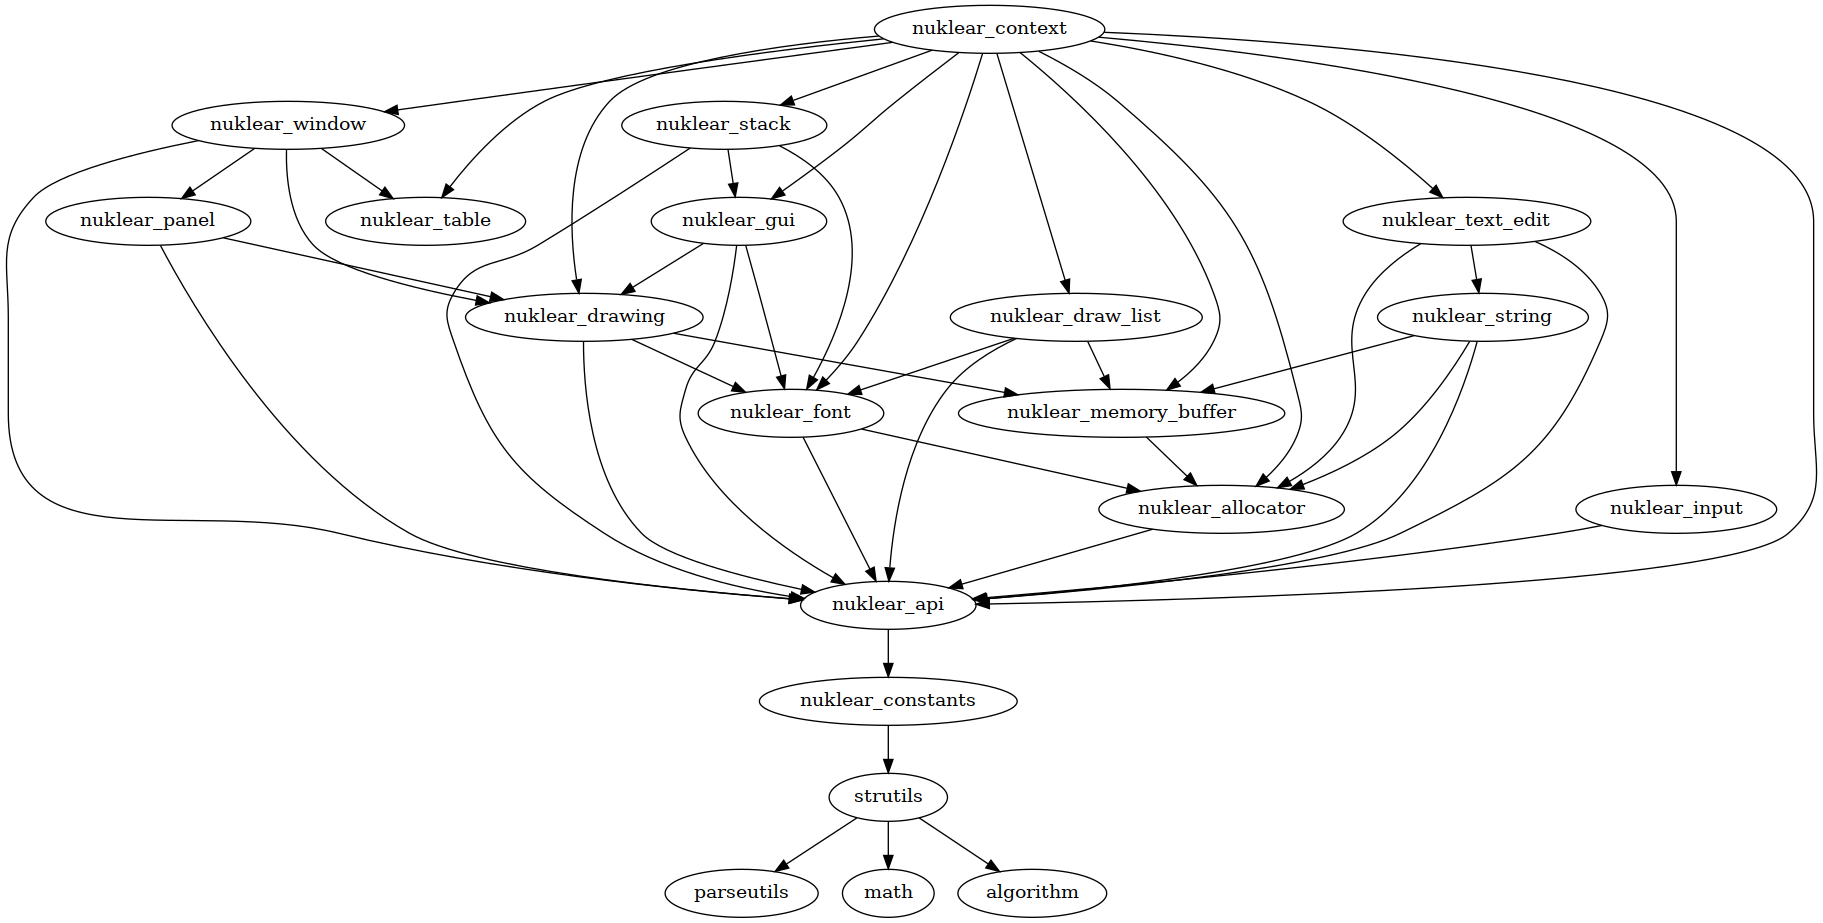 nuklear_context
nuklear_window
nuklear_stack
nuklear_panel
nuklear_table
nuklear_gui
nuklear_text_edit
nuklear_drawing
nuklear_draw_list
nuklear_string
nuklear_font
nuklear_memory_buffer
nuklear_allocator
nuklear_input
nuklear_api
nuklear_constants
strutils
parseutils
math
algorithm